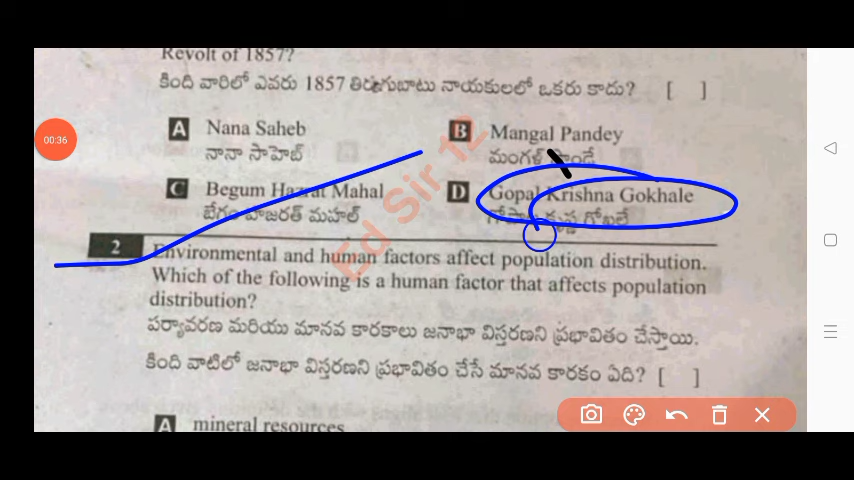 Revolt of 1857?
కింది వారిలో ఎవరు 1857 తిరుగుబాటు నాయకులలో ఒకరు కాదు? [ ]
A Nana Saheb
నానా సాహెబ్
B Mangal Pandey
మంగళ్ పాండే
C Begum Hazrat Mahal
బేగం హజరత్ మహల్
D Gopal Krishna Gokhale
గోపాల కృష్ణ గోఖలే
2 Environmental and human factors affect population distribution.
Which of the following is a human factor that affects population
distribution?
పర్యావరణ మరియు మానవ కారకాలు జనాభా విస్తరణని ప్రభావితం చేస్తాయి.
కింది వాటిలో జనాభా విస్తరణని ప్రభావితం చేసే మానవ కారకం ఏది? [ ]
A mineral resources
00:36